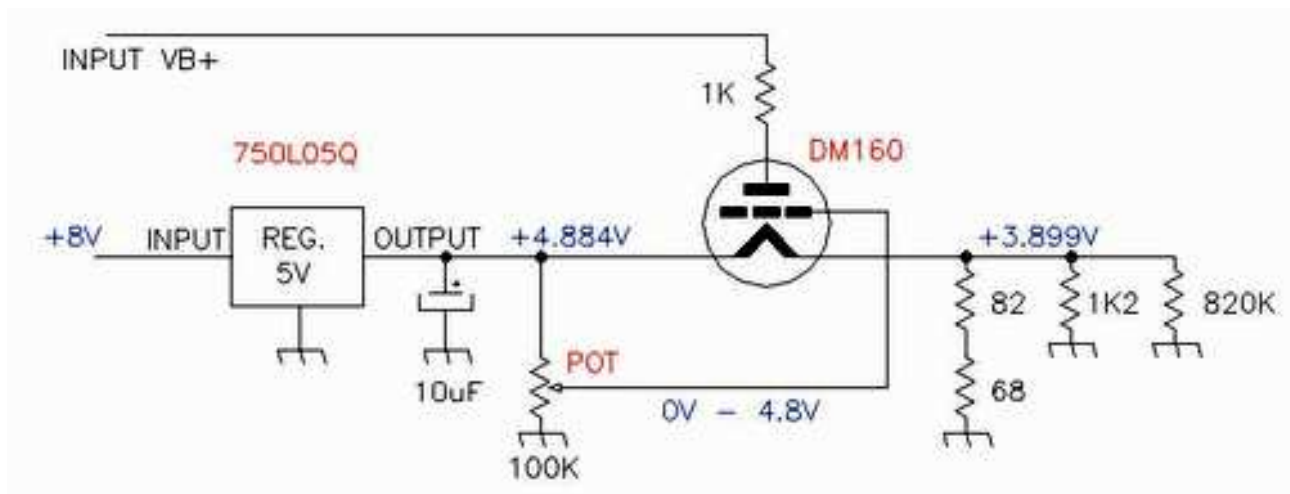 INPUT VB+
1K
750L05Q
DM160
+8V
INPUT
REG.
5V
OUTPUT
+4.884V
+3.899V
+
82
1K2
820K
POT
10uF
0V - 4.8V
68
100K